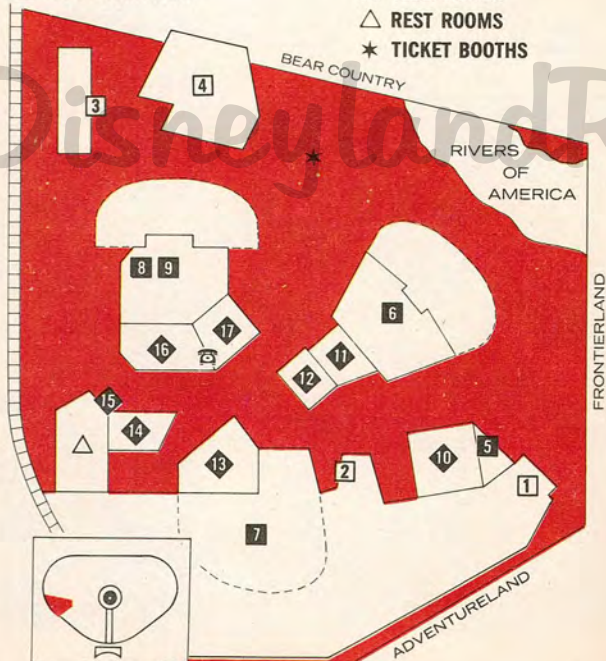 △ REST ROOMS
★ TICKET BOOTHS
BEAR COUNTRY
4
3
DisneylandR
RIVERS
OF
AMERICA
8 9
6
17
16
11
12
FRONTIERLAND
15
14
13
2
10
5
1
7
ADVENTURELAND